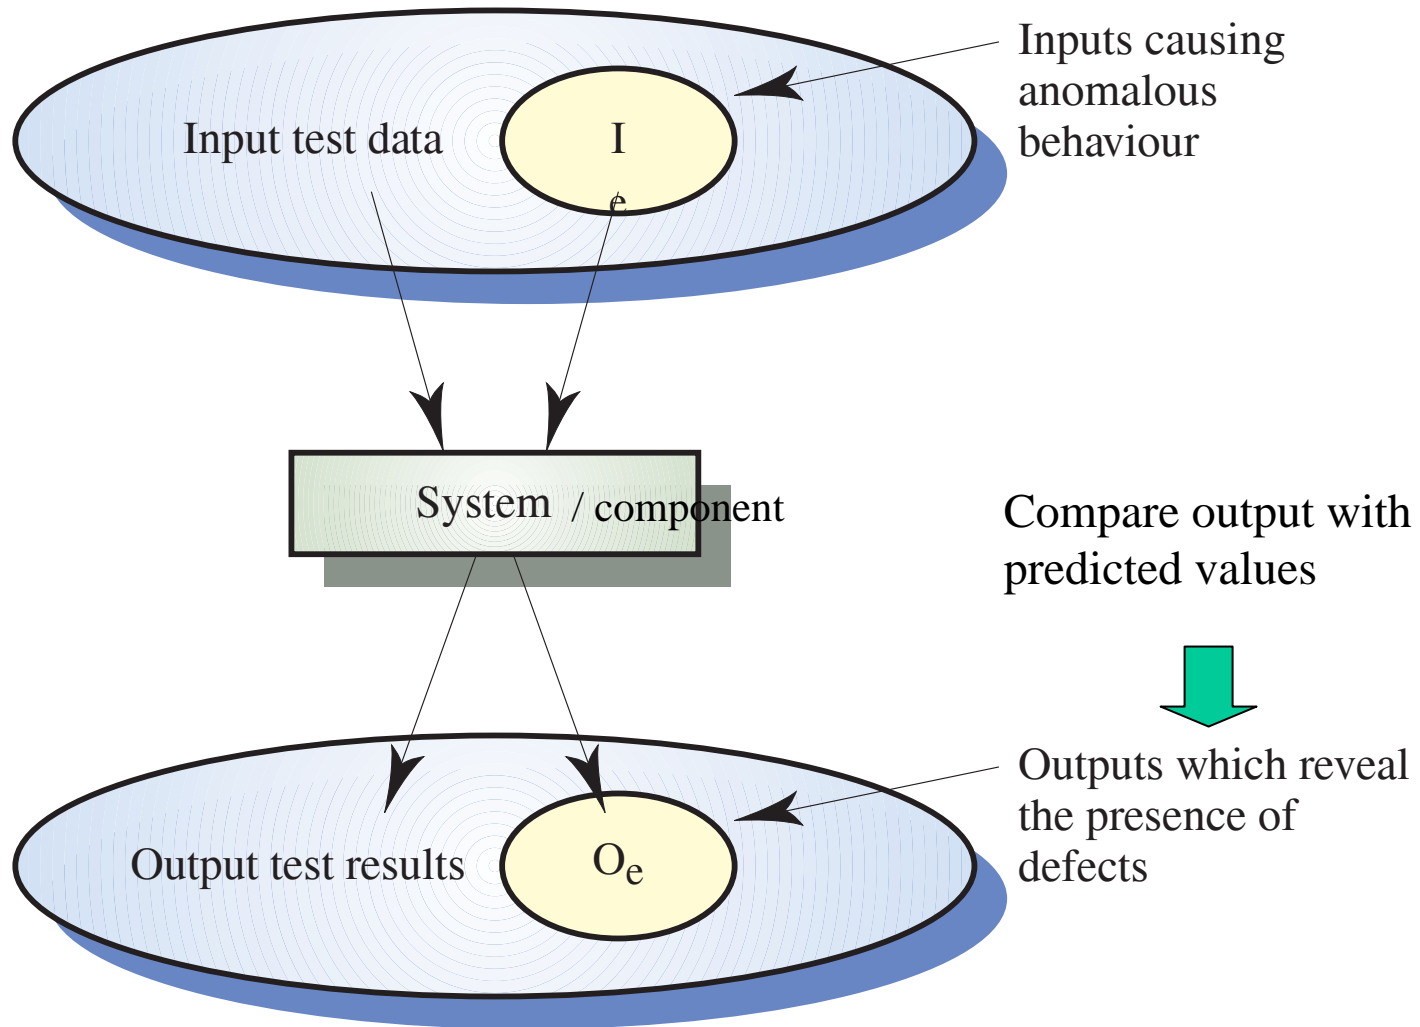 Inputs causing
anomalous
behaviour
Input test data
I
e
System / component
Compare output with
predicted values
Outputs which reveal
the presence of
defects
Output test results
Oe